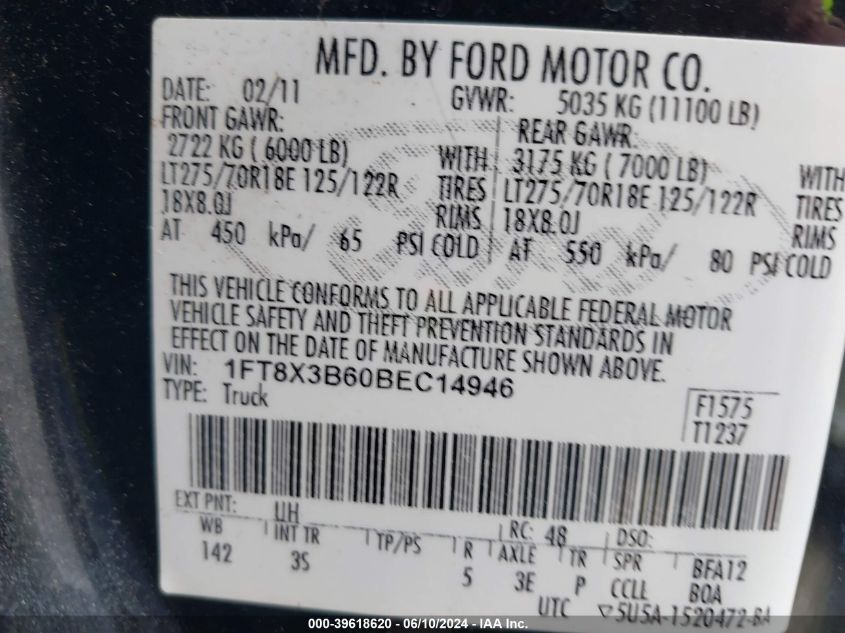 MFD. BY FORD MOTOR CO.
DATE: 02/11 GVWR: 5035 KG (11100 LB)
FRONT GAWR: REAR GAWR:
2722 KG ( 6000 LB) WITH 3175 KG ( 7000 LB) WITH
LT275/70R18E 125/122R TIRES LT275/70R18E 125/122R TIRES
18X8.0J RIMS 18X8.0J RIMS
AT 450 kPa/ 65 PSI COLD AT 550 kPa/ 80 PSI COLD
THIS VEHICLE CONFORMS TO ALL APPLICABLE FEDERAL MOTOR
VEHICLE SAFETY AND THEFT PREVENTION STANDARDS IN
EFFECT ON THE DATE OF MANUFACTURE SHOWN ABOVE.
VIN: 1FT8X3B60BEC14946
TYPE: Truck
F1575
T1237
EXT PNT: UH RC: 48 DSO:
WB INT TR TP/PS R AXLE TR SPR BFA12
142 3S 5 3E P CCLL BOA
UTC ▽5U5A-1520472-BA
000-39618620 - 06/10/2024 - IAA Inc.